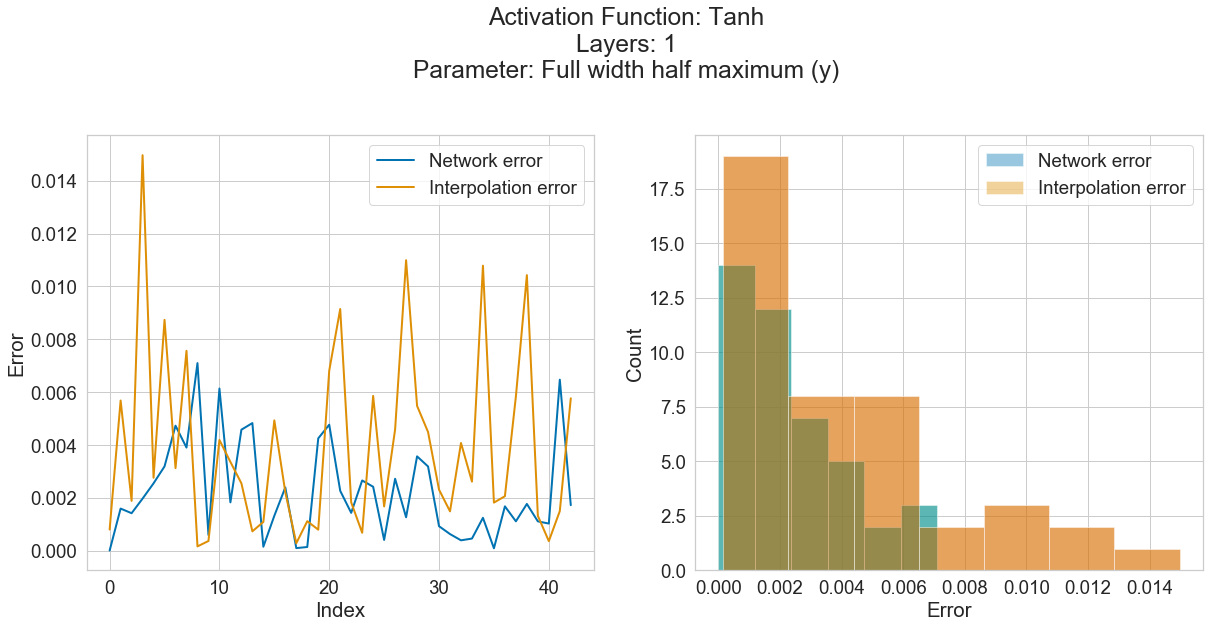 Activation Function: Tanh
Layers: 1
Parameter: Full width half maximum (y)
Network error
Interpolation error
0.014
0.012
0.010
0.008
0.006
0.004
0.002
0.000
Error
0
10
20
30
40
Index
Network error
Interpolation error
17.5
15.0
12.5
10.0
7.5
5.0
2.5
0.0
Count
0.000
0.002
0.004
0.006
0.008
0.010
0.012
0.014
Error